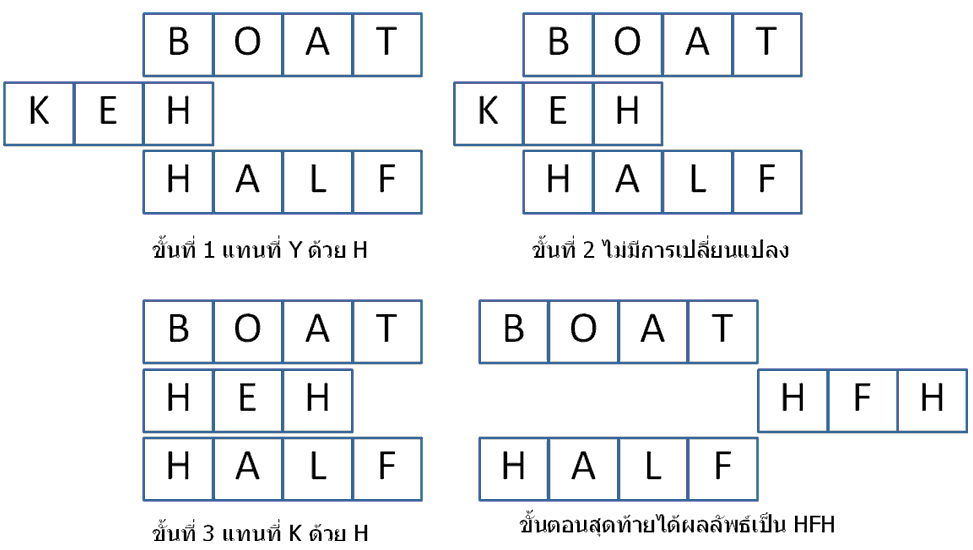 B O A T
B O A T
K E H
K E H
H A L F
H A L F
ขั้นที่ 1 แทนที่ Y ด้วย H
ขั้นที่ 2 ไม่มีการเปลี่ยนแปลง
B O A T
B O A T
H E H
H F H
H A L F
H A L F
ขั้นที่ 3 แทนที่ K ด้วย H
ขั้นตอนสุดท้ายได้ผลลัพธ์เป็น HFH